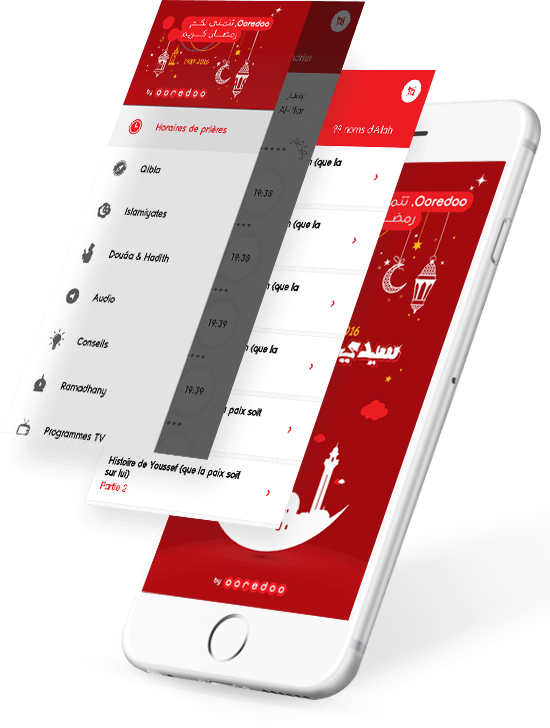 Ooredoo, تتمنى لكم
رمضان كريم
1437 2016
by ooredoo
Horaires de prières
Qibla
Islamiyates
Douâa & Hadith
Audio
Conseils
Ramadhany
Programmes TV
الإفطار
19:38
19:38
19:39
19:39
99 noms d'Allah
(que la
(que la
(que la
(que la
paix soit
Histoire de Youssef (que la paix soit
sur lui)
Partie 2
Ooredoo, تتمنى
2016
سيدي
by ooredoo